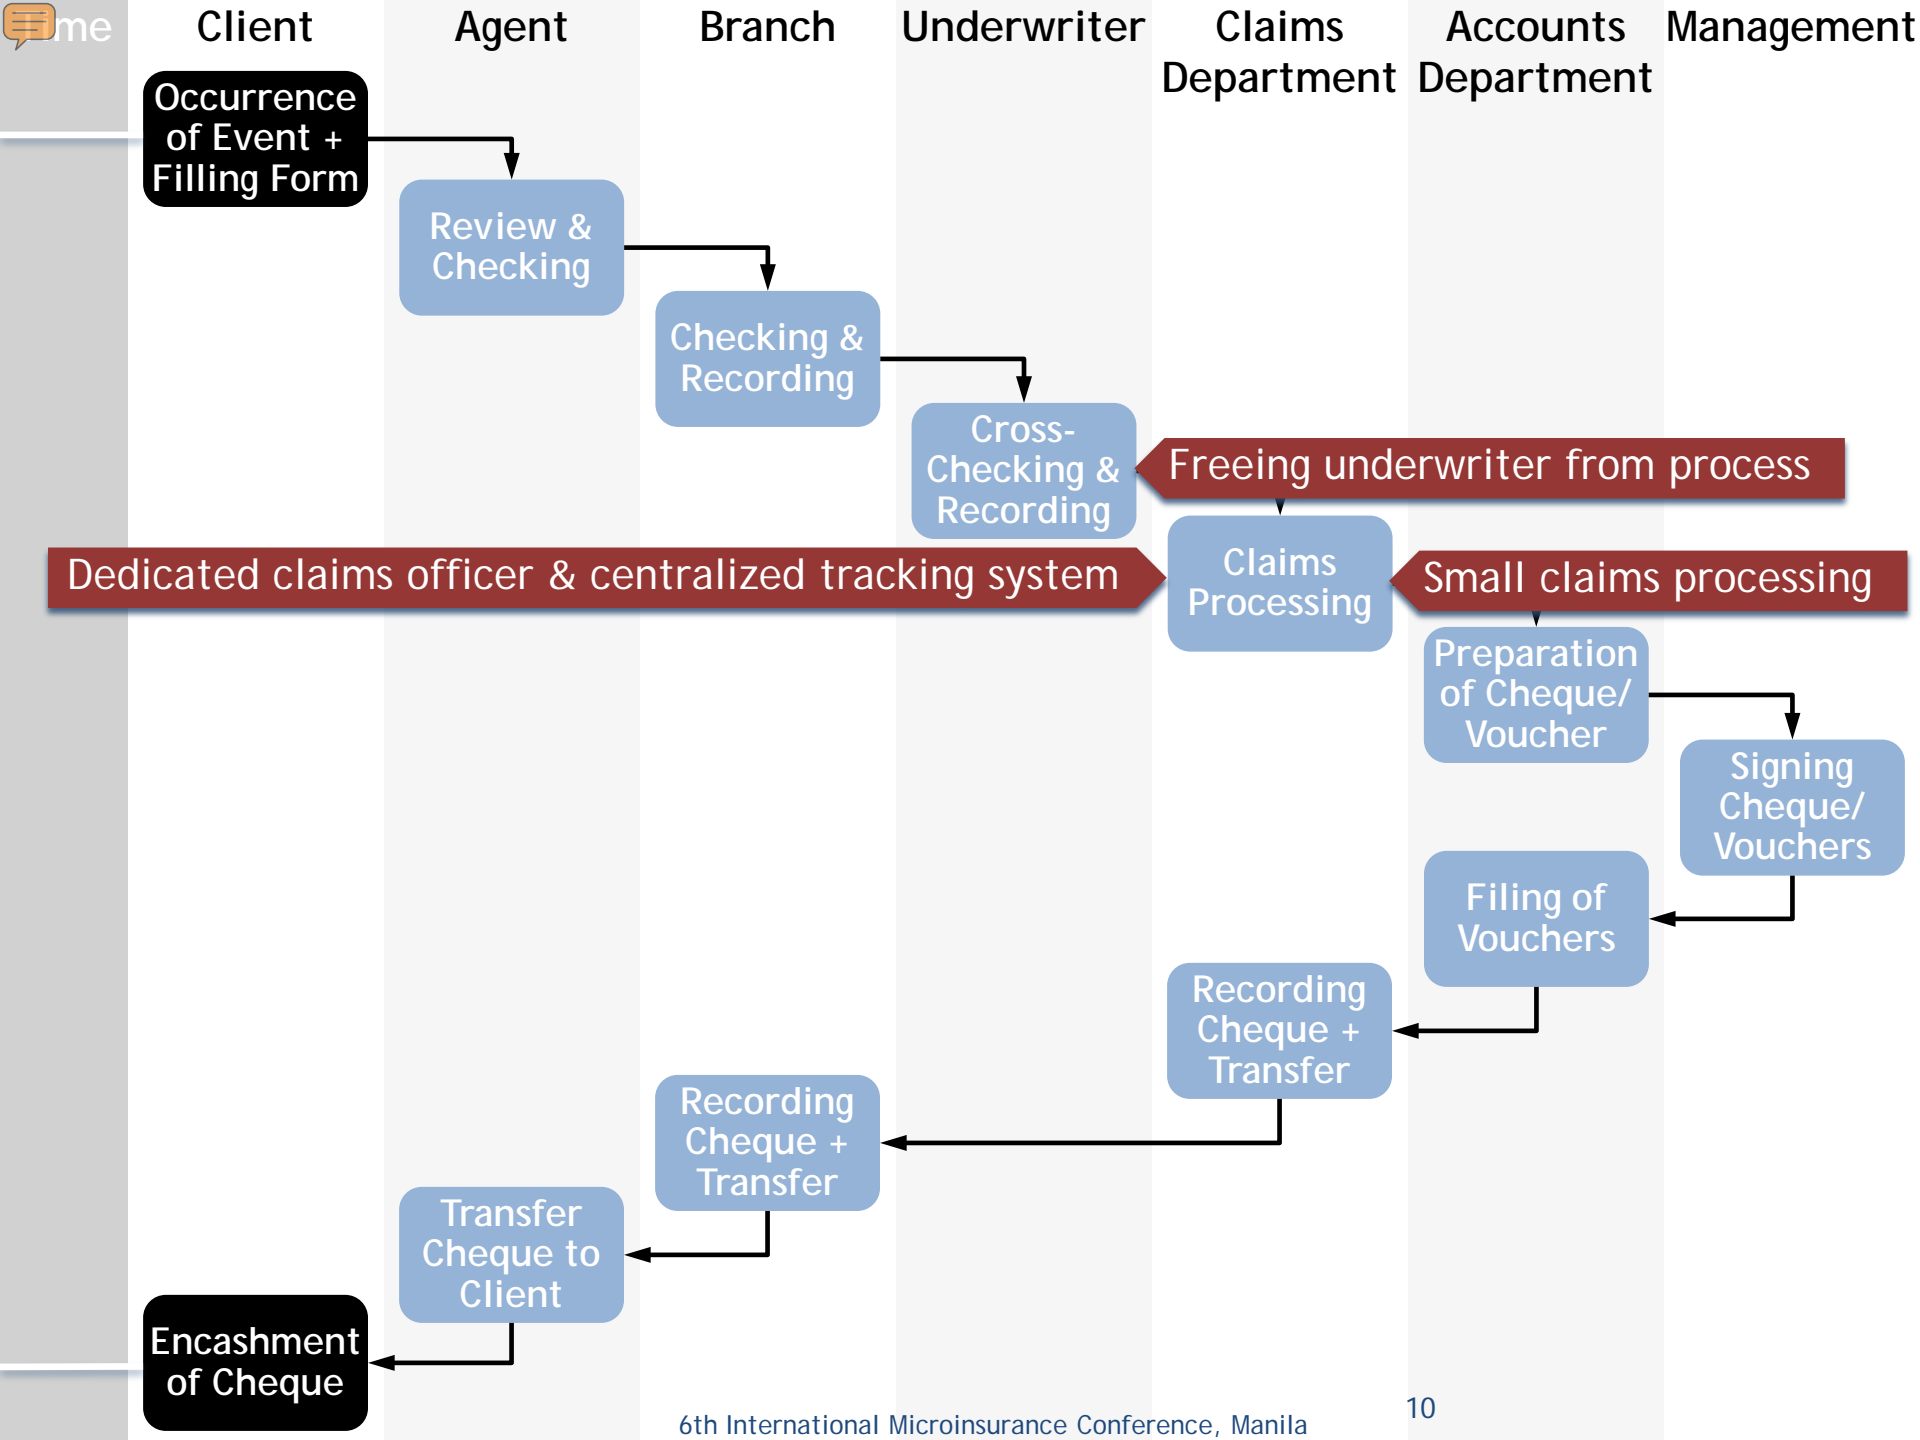 Client
Agent
Branch
Underwriter
Claims
Department
Accounts
Department
Management
Occurrence
of Event +
Filling Form
Review &
Checking
Checking &
Recording
Cross-
Checking &
Recording
Freeing underwriter from process
Dedicated claims officer & centralized tracking system
Claims
Processing
Small claims processing
Preparation
of Cheque/
Voucher
Signing
Cheque/
Vouchers
Filing of
Vouchers
Recording
Cheque +
Transfer
Recording
Cheque +
Transfer
Transfer
Cheque to
Client
Encashment
of Cheque
6th International Microinsurance Conference, Manila
10